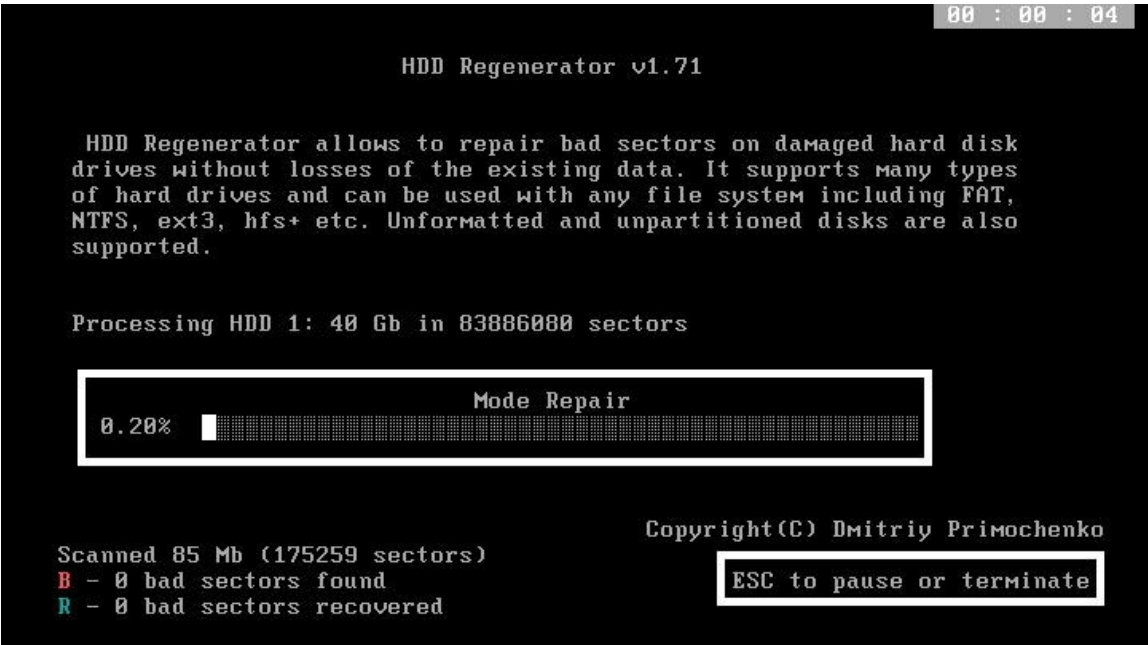 00 : 00 : 04
HDD Regenerator v1.71
HDD Regenerator allows to repair bad sectors on damaged hard disk
drives without losses of the existing data. It supports many types
of hard drives and can be used with any file system including FAT,
NTFS, ext3, hfs+ etc. Unformatted and unpartitioned disks are also
supported.
Processing HDD 1: 40 Gb in 83886080 sectors
Mode Repair
0.20%
Copyright(C) Dmitriy Primochenko
Scanned 85 Mb (175259 sectors)
B - 0 bad sectors found
R - 0 bad sectors recovered
ESC to pause or terminate